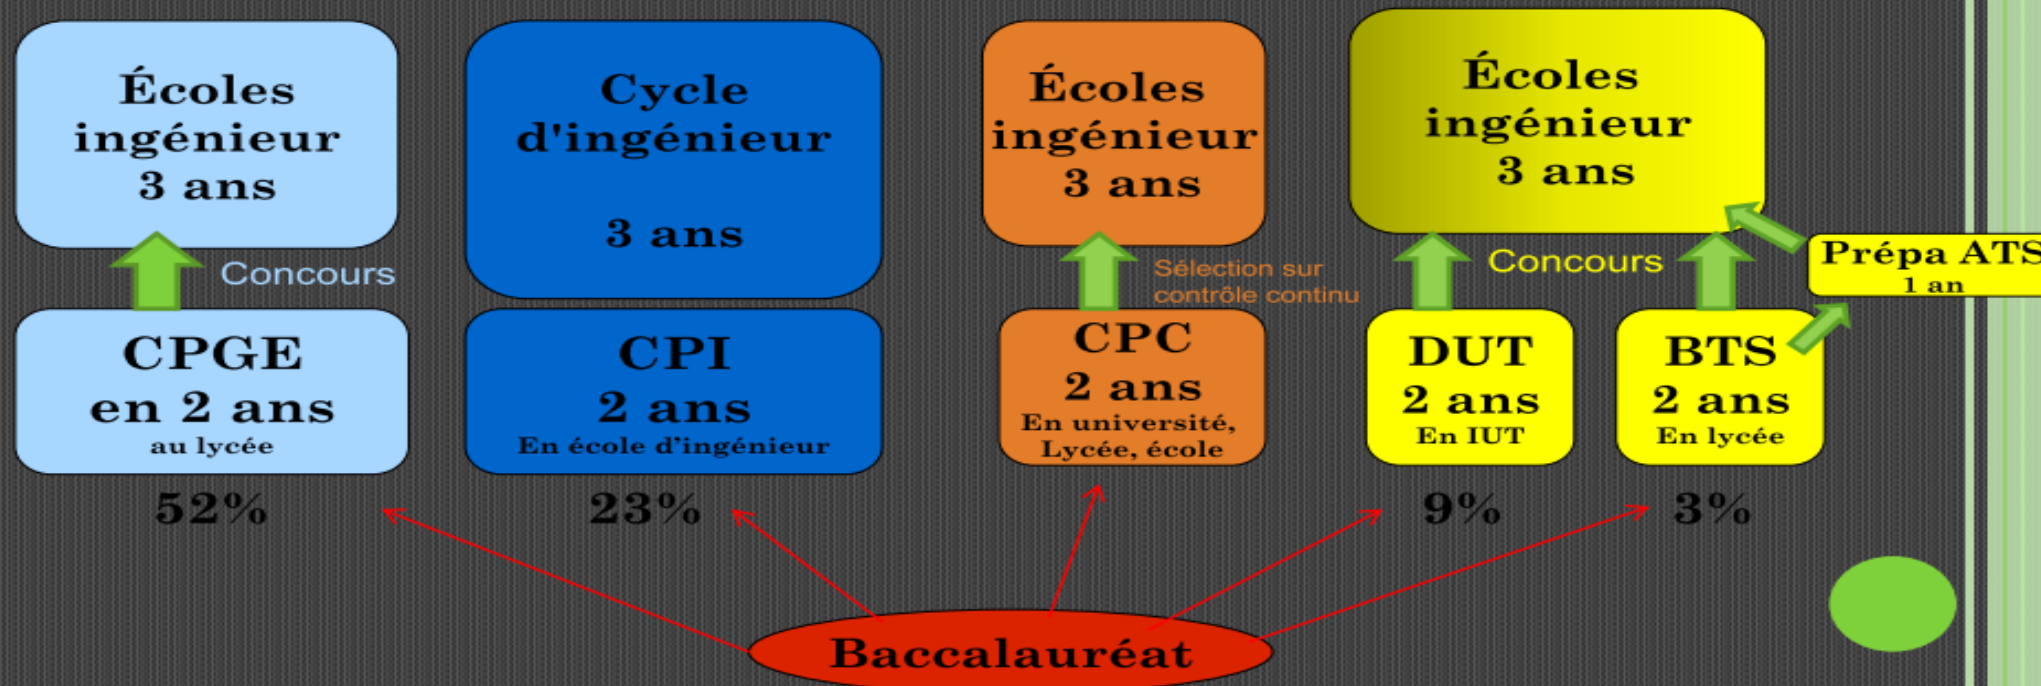 Écoles
ingénieur
3 ans
Cycle
d'ingénieur
3 ans
Écoles
ingénieur
3 ans
Écoles
ingénieur
3 ans
Concours
Sélection sur
contrôle continu
Concours
Prépa ATS
1 an
CPGE
en 2 ans
au lycée
CPI
2 ans
En école d'ingénieur
CPC
2 ans
En université,
Lycée, école
DUT
2 ans
En IUT
BTS
2 ans
En lycée
52%
23%
9%
3%
Baccalauréat